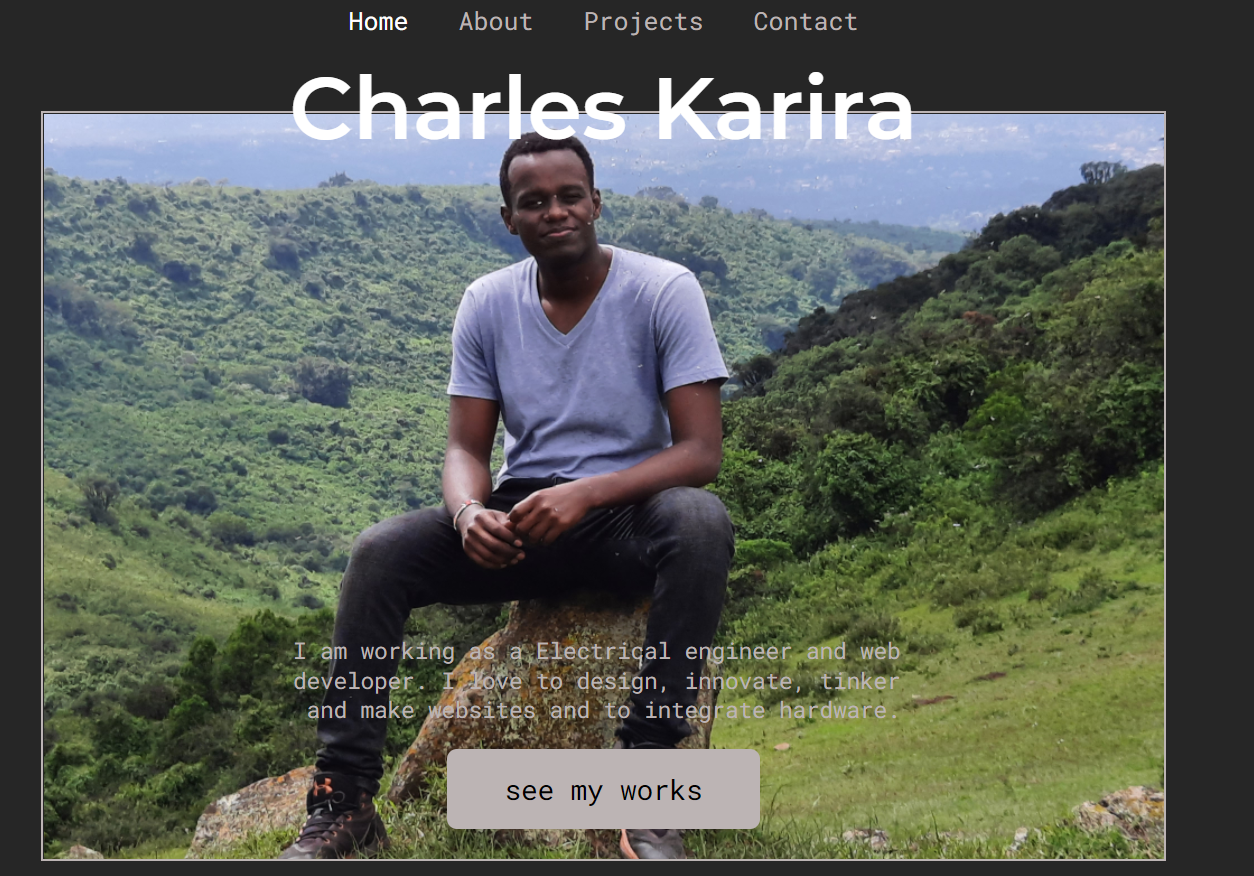 Home About Projects Contact
Charles Karira
I am working as a Electrical engineer and web
developer. I love to design, innovate, tinker
and make websites and to integrate hardware.
see my works